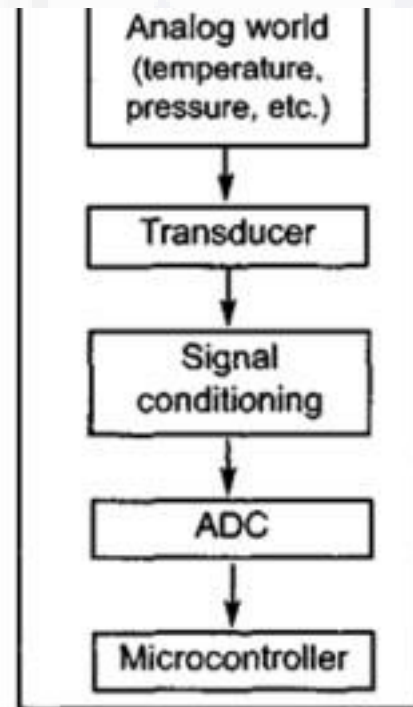 Analog world
(temperature,
pressure, etc.)
Transducer
Signal
conditioning
ADC
Microcontroller